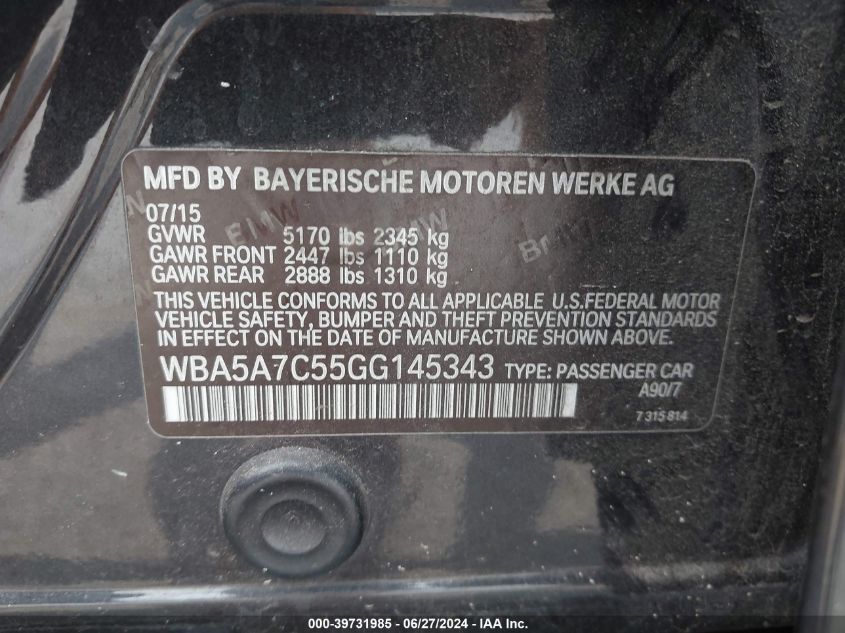 MFD BY BAYERISCHE MOTOREN WERKE AG
07/15
GVWR 5170 lbs 2345 kg
GAWR FRONT 2447 lbs 1110 kg
GAWR REAR 2888 lbs 1310 kg
THIS VEHICLE CONFORMS TO ALL APPLICABLE U.S.FEDERAL MOTOR
VEHICLE SAFETY, BUMPER AND THEFT PREVENTION STANDARDS
IN EFFECT ON THE DATE OF MANUFACTURE SHOWN ABOVE.
WBA5A7C55GG145343 TYPE: PASSENGER CAR
A90/7
7 315 814
BMW
BMW
000-39731985 / 06/27/2024 / IAA Inc.